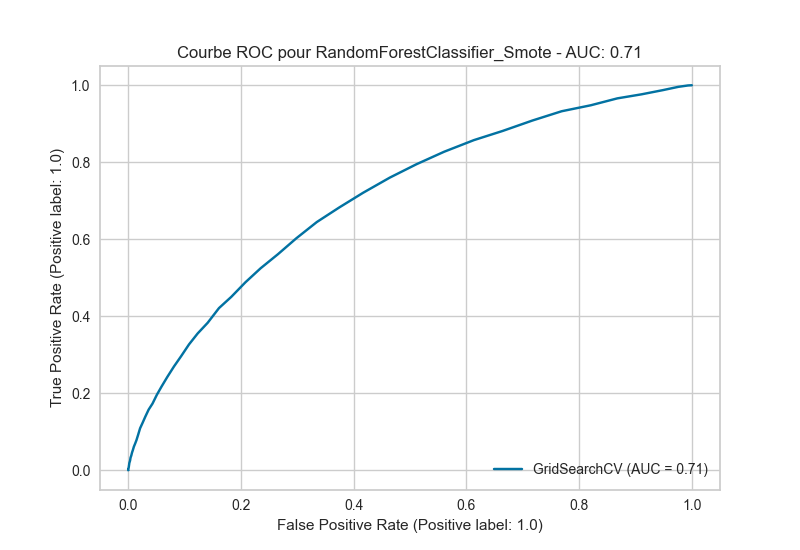 Courbe ROC pour RandomForestClassifier_Smote - AUC: 0.71
True Positive Rate (Positive label: 1.0)
1.0
0.8
0.6
0.4
0.2
0.0
GridSearchCV (AUC = 0.71)
0.0 0.2 0.4 0.6 0.8 1.0
False Positive Rate (Positive label: 1.0)